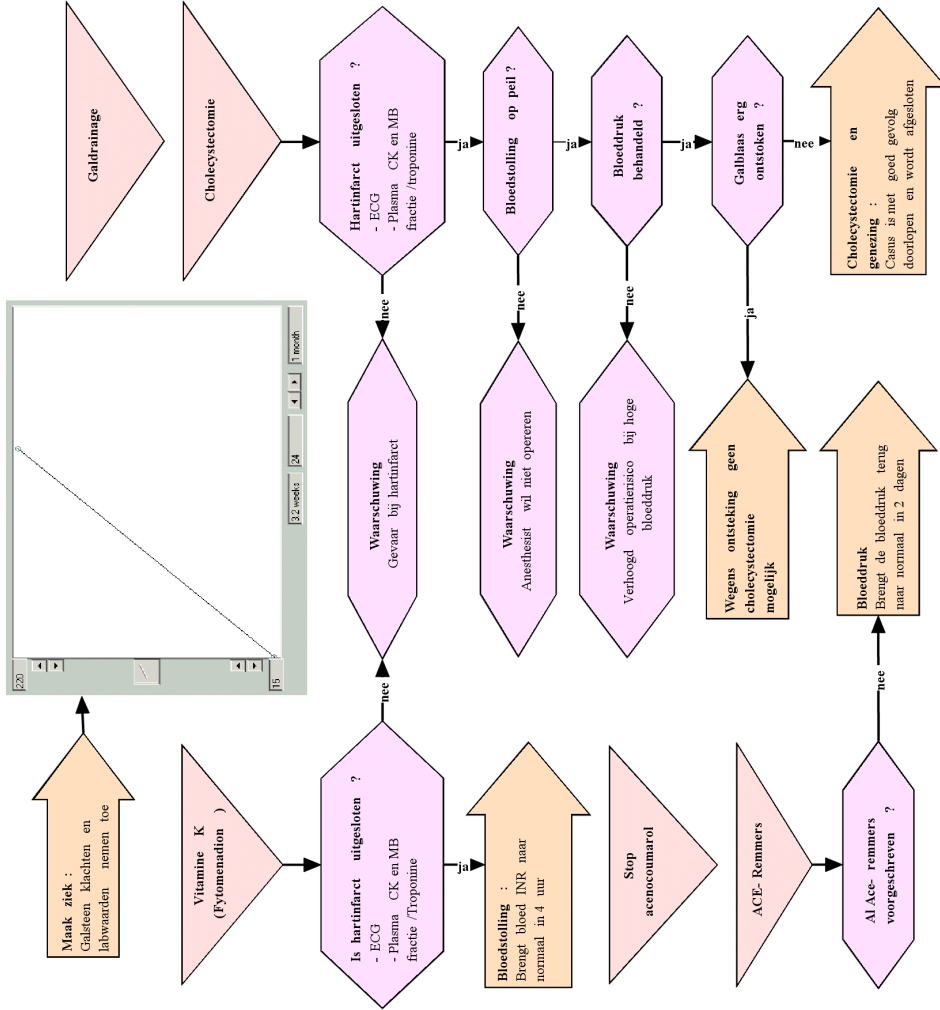 Maak ziek :
Galsteen klachten en
labwaarden nemen toe
220
15
3.2 weeks
24
1 month
Galdrainage
Vitamine K
(Fytomenadion )
Cholecystectomie
Is hartinfarct uitgesloten ?
- ECG
- Plasma CK en MB
fractie /Troponine
nee
Waarschuwing
Gevaar bij hartinfarct
nee
Hartinfarct uitgesloten ?
- ECG
- Plasma CK en MB
fractie /troponine
ja
ja
Bloedstolling :
Brengt bloed INR naar
normaal in 4 uur
Waarschuwing
Anesthesist wil niet opereren
nee
Bloedstolling op peil ?
ja
Stop
acenocoumarol
Waarschuwing
Verhoogd operatierisico bij hoge
bloeddruk
nee
Bloeddruk
behandeld ?
ja
ACE- Remmers
Wegens ontsteking geen
cholecystectomie
mogelijk
ja
Galblaas erg
ontstoken ?
nee
Al Ace- remmers
voorgeschreven ?
nee
Bloeddruk
Brengt de bloeddruk terug
naar normaal in 2 dagen
Cholecystectomie en
genezing :
Casus is met goed gevolg
doorlopen en wordt afgesloten